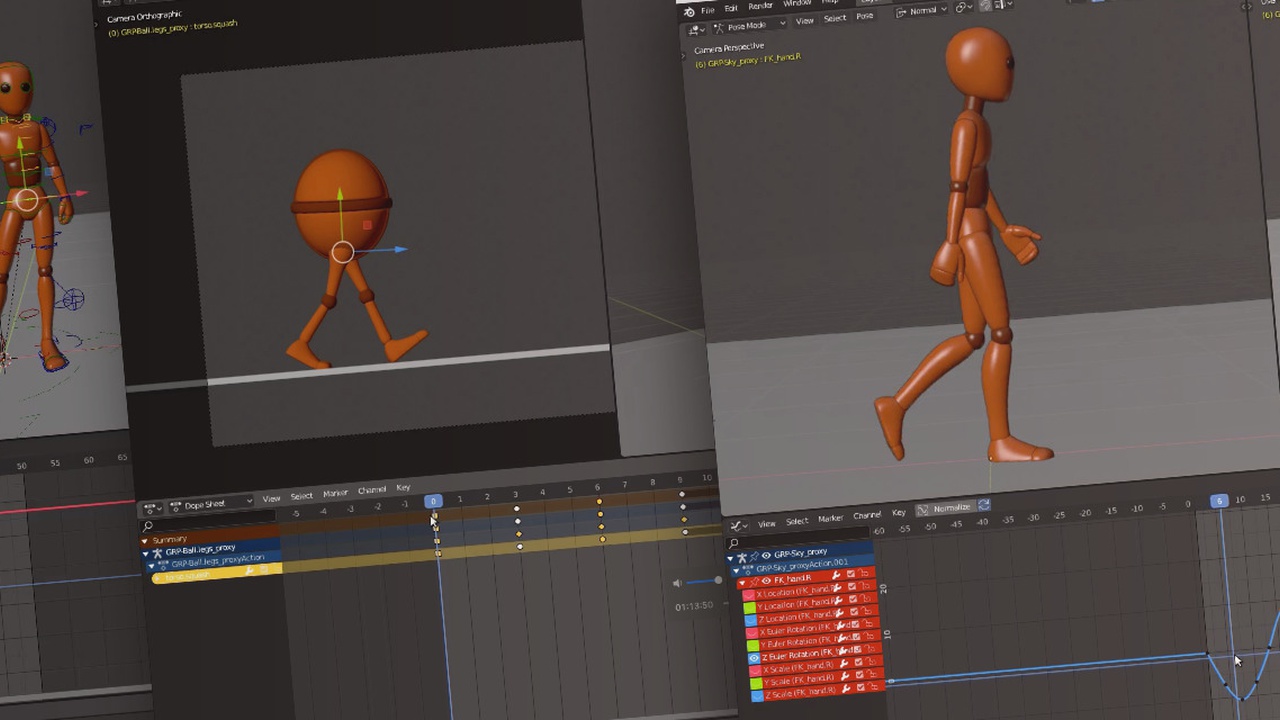 Camera Orthographic
(0) GRP-Ball.legs_proxy : torso.squash
50 55 60 65
Dope Sheet View Select Marker Channel Key
-5 -4 -3 -2 -1 0 1 2 3 4 5 6 7 8 9 10
Summary
GRP-Ball.legs_proxy
GRP-Ball.legs_proxyAction
01:13:50
File Edit Render Window
Pose Mode View Select Pose Normal
Camera Perspective
(6) GRP-Sky_proxy : FK_hand.R
View Select Marker Channel Key Normalize
-60 -55 -50 -45 -40 -35 -30 -25 -20 -15 -10 -5 0 6 10 15
GRP-Sky_proxy
GRP-Sky_proxyAction.001
FK_hand.R
X Location (FK_hand.R
Y Location (FK_hand.R
Z Location (FK_hand.R
X Euler Rotation (FK_hand
Y Euler Rotation (FK_hand
Z Euler Rotation (FK_hand
X Scale (FK_hand.R)
Y Scale (FK_hand.R)
Z Scale (FK_hand.R)
20
10
0